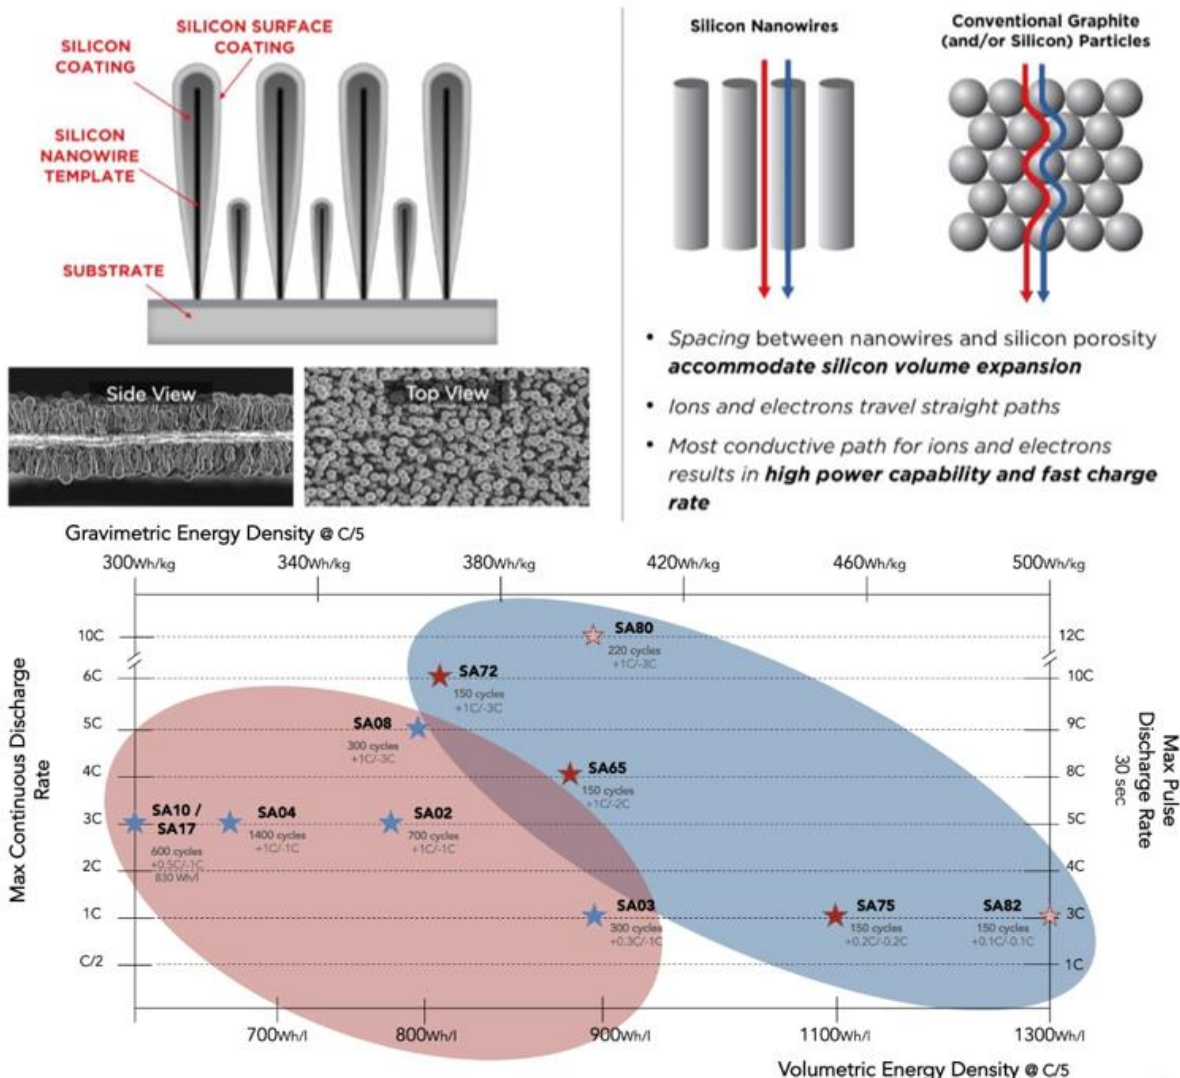 SILICON SURFACE
COATING
SILICON
COATING
SILICON
NANOWIRE
TEMPLATE
SUBSTRATE
Side View
Top View
Silicon Nanowires
Conventional Graphite
(and/or Silicon) Particles
• Spacing between nanowires and silicon porosity
accommodate silicon volume expansion
• Ions and electrons travel straight paths
• Most conductive path for ions and electrons
results in high power capability and fast charge
rate
Gravimetric Energy Density @ C/5
300Wh/kg 340Wh/kg 380Wh/kg 420Wh/kg 460Wh/kg 500Wh/kg
Max Continuous Discharge
Rate
10C
6C
5C
4C
3C
2C
1C
C/2
SA80
220 cycles
+1C/-3C
SA72
150 cycles
+1C/-3C
SA08
300 cycles
+1C/-3C
SA65
150 cycles
+1C/-2C
SA10 /
SA17
600 cycles
+0.5C/-1C
830 Wh/l
SA04
1400 cycles
+1C/-1C
SA02
700 cycles
+1C/-1C
SA03
300 cycles
+0.3C/-1C
SA75
150 cycles
+0.2C/-0.2C
SA82
150 cycles
+0.1C/-0.1C
12C
10C
9C
8C
5C
4C
3C
1C
Max Pulse
Discharge Rate
30 sec
700Wh/l 800Wh/l 900Wh/l 1100Wh/l 1300Wh/l
Volumetric Energy Density @ C/5